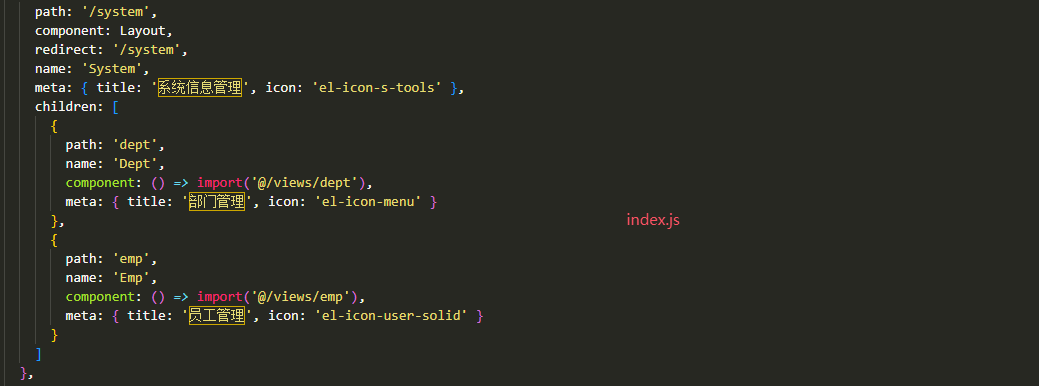 path: '/system',
component: Layout,
redirect: '/system',
name: 'System',
meta: { title: '系统信息管理', icon: 'el-icon-s-tools' },
children: [
{
path: 'dept',
name: 'Dept',
component: () => import('@/views/dept'),
meta: { title: '部门管理', icon: 'el-icon-menu' }
},
{
path: 'emp',
name: 'Emp',
component: () => import('@/views/emp'),
meta: { title: '员工管理', icon: 'el-icon-user-solid' }
}
]
},
index.js